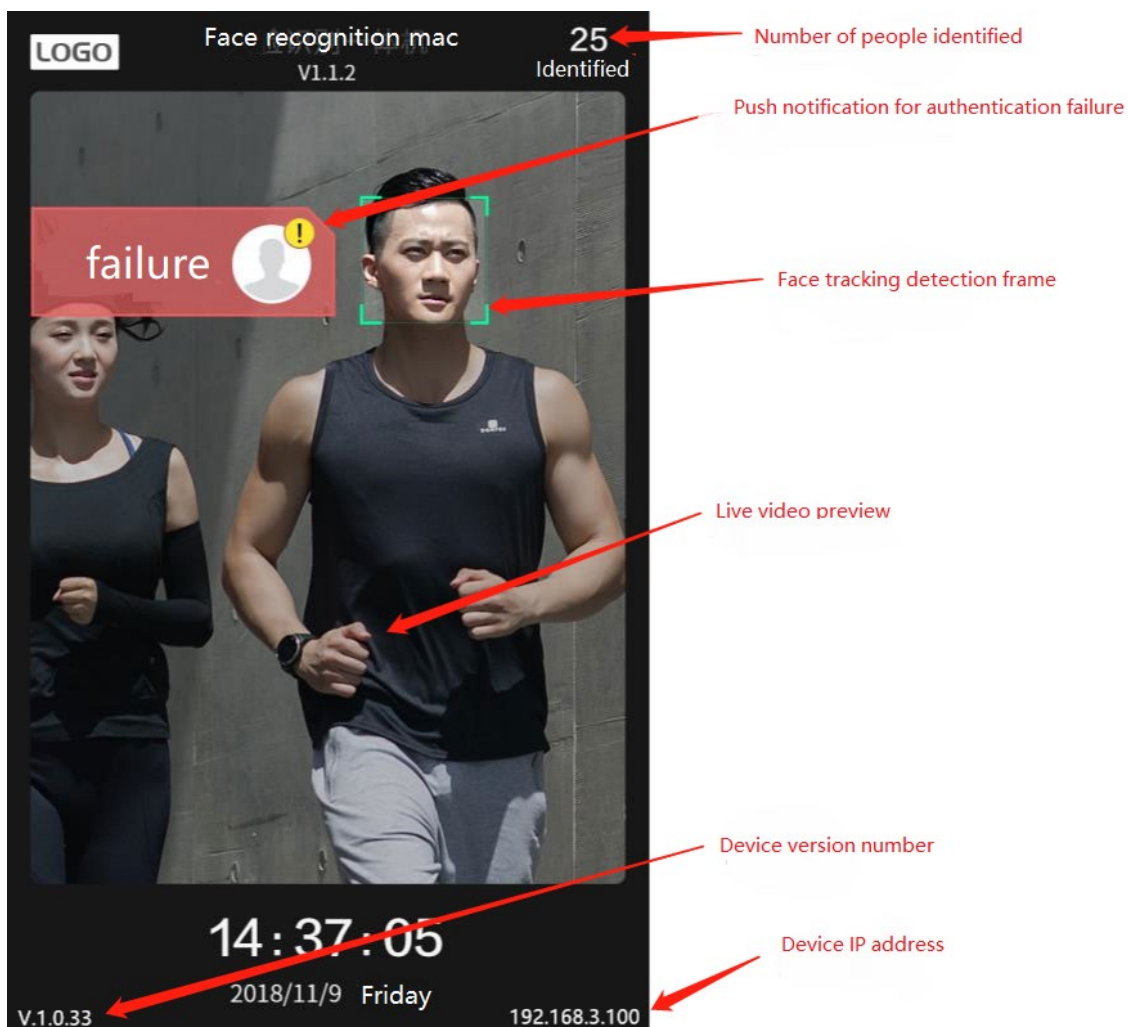 LOGO
Face recognition mac
V1.1.2
25
Identified
Number of people identified
Push notification for authentication failure
failure
!
Face tracking detection frame
Live video preview
Device version number
14:37:05
Device IP address
2018/11/9 Friday
V.1.0.33
192.168.3.100